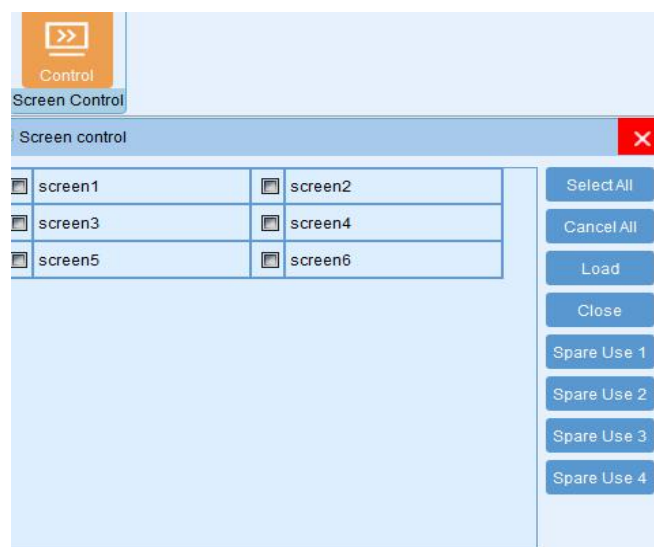 Control
Screen Control
Screen control
screen1
screen2
Select All
screen3
screen4
Cancel All
screen5
screen6
Load
Close
Spare Use 1
Spare Use 2
Spare Use 3
Spare Use 4